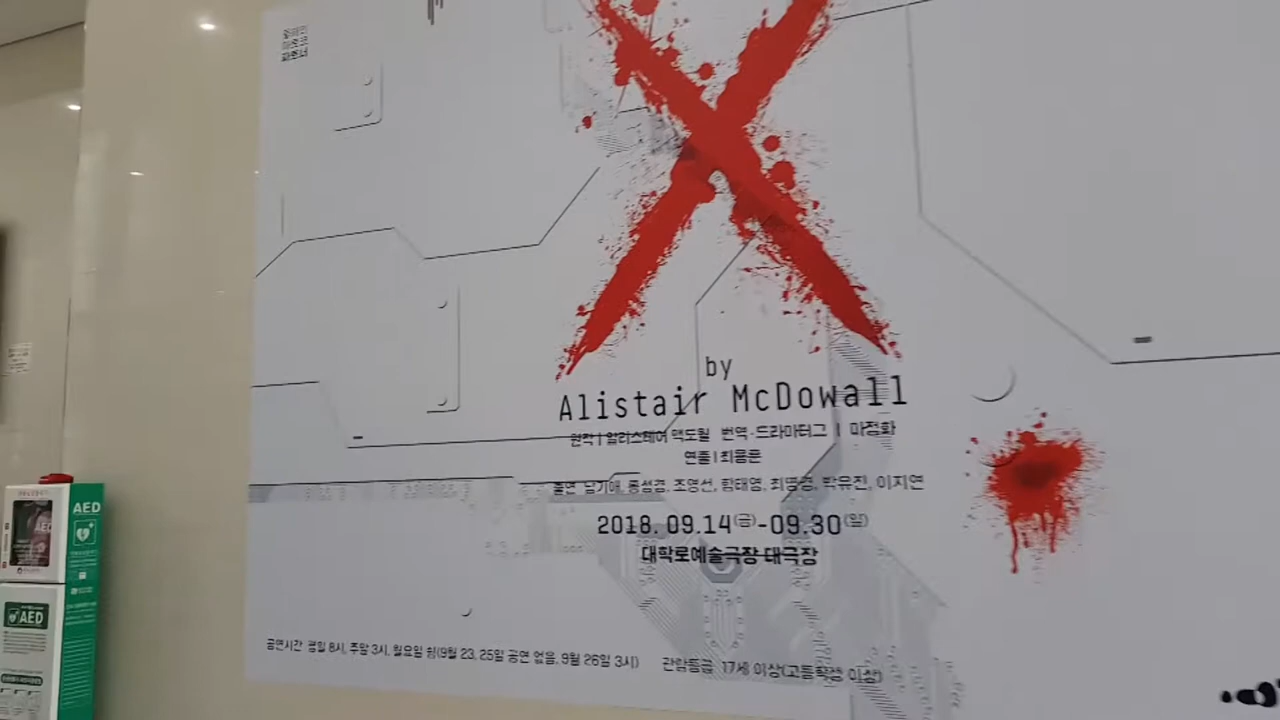 by
Alistair McDowall
원작 | 알리스테어 맥도월 번역·드라마터그 | 마정화
연출 | 최용훈
출연 남기애, 조영선, 함태영, 최명경, 박유진, 이지연
2018. 09.14(금)-09.30(일)
대학로예술극장 대극장
공연시간 평일 8시, 주말 3시, 월요일 쉼(9월 23, 25일 공연 없음, 9월 26일 3시) 관람등급 17세 이상(고등학생 이상)
AED
AED